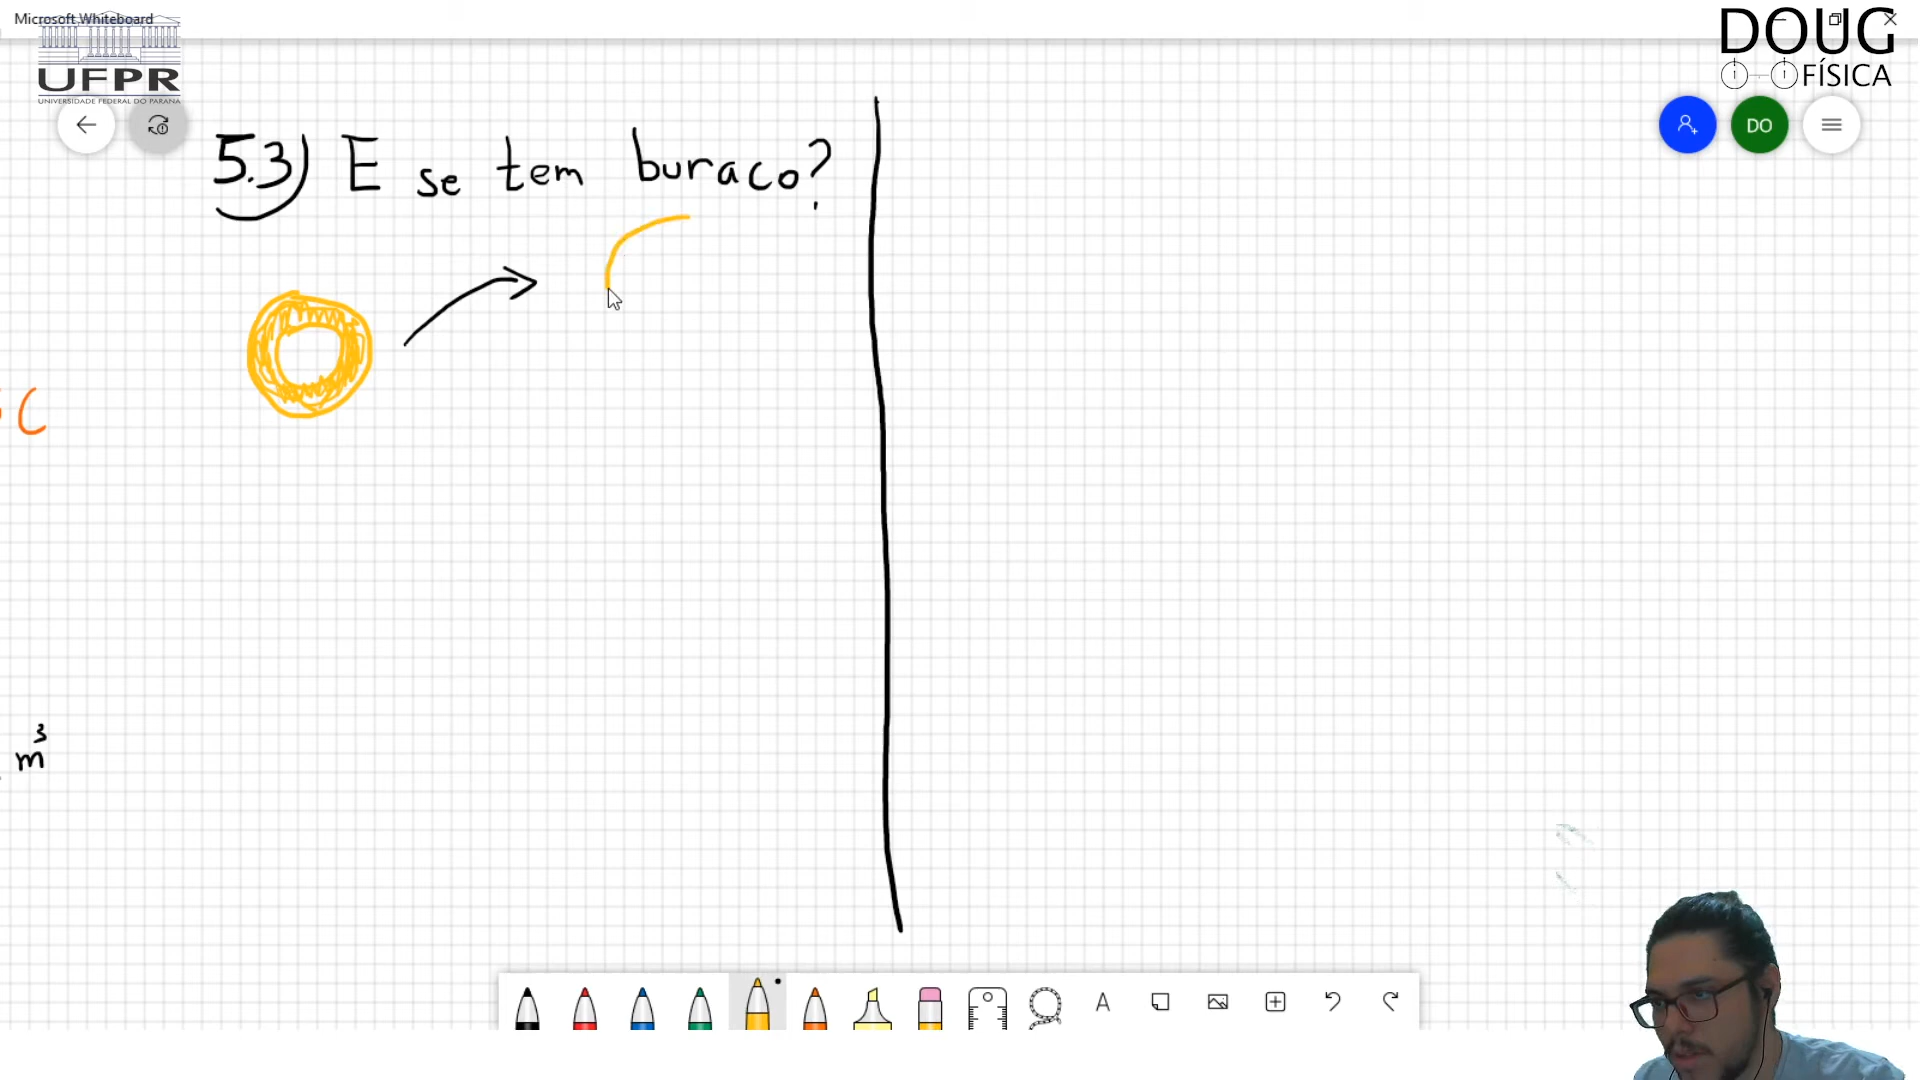 Microsoft Whiteboard
UFPR
UNIVERSIDADE FEDERAL DO PARANÁ
DOUG
FÍSICA
DO
5.3) E se tem buraco?
C
m³
A